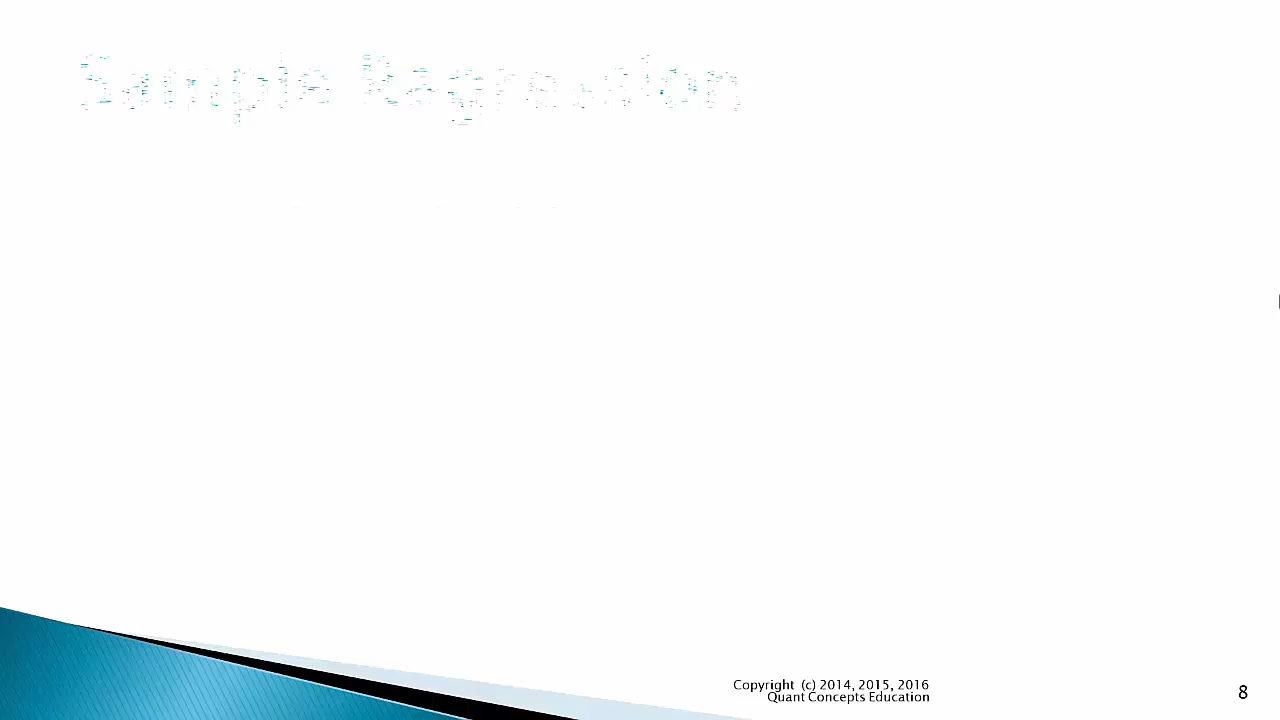 Sample Regression
Copyright (c) 2014, 2015, 2016
Quant Concepts Education
8